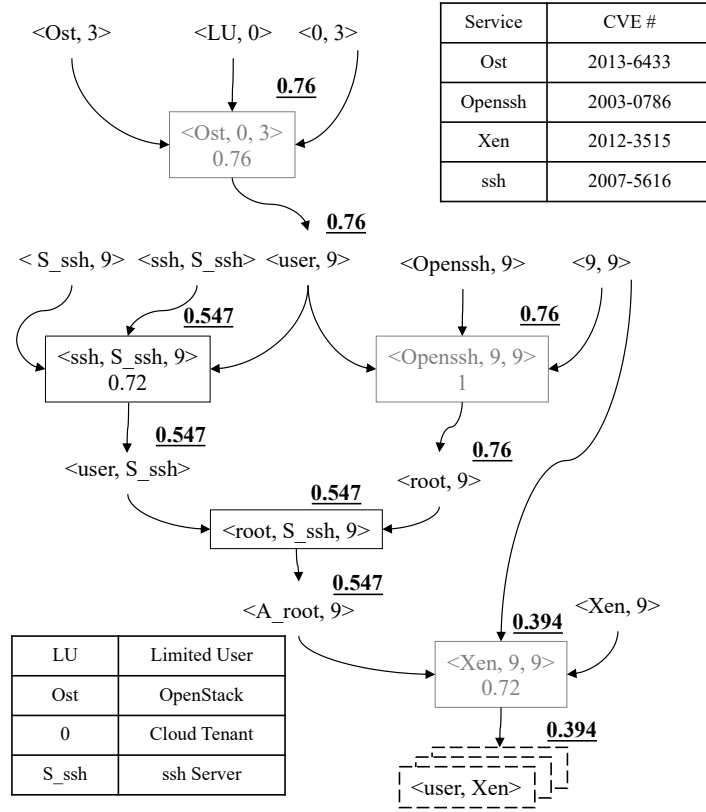 <Ost, 3>
<LU, 0>
<0, 3>
Service CVE #
Ost 2013-6433
Openssh 2003-0786
Xen 2012-3515
ssh 2007-5616
0.76
<Ost, 0, 3>
0.76
0.76
< S_ssh, 9>
<ssh, S_ssh>
<user, 9>
<Openssh, 9>
<9, 9>
0.547
0.76
<ssh, S_ssh, 9>
0.72
<Openssh, 9, 9>
1
0.547
0.76
<user, S_ssh>
<root, 9>
0.547
<root, S_ssh, 9>
0.547
<A_root, 9>
<Xen, 9>
0.394
<Xen, 9, 9>
0.72
LU Limited User
Ost OpenStack
0 Cloud Tenant
S_ssh ssh Server
0.394
<user, Xen>